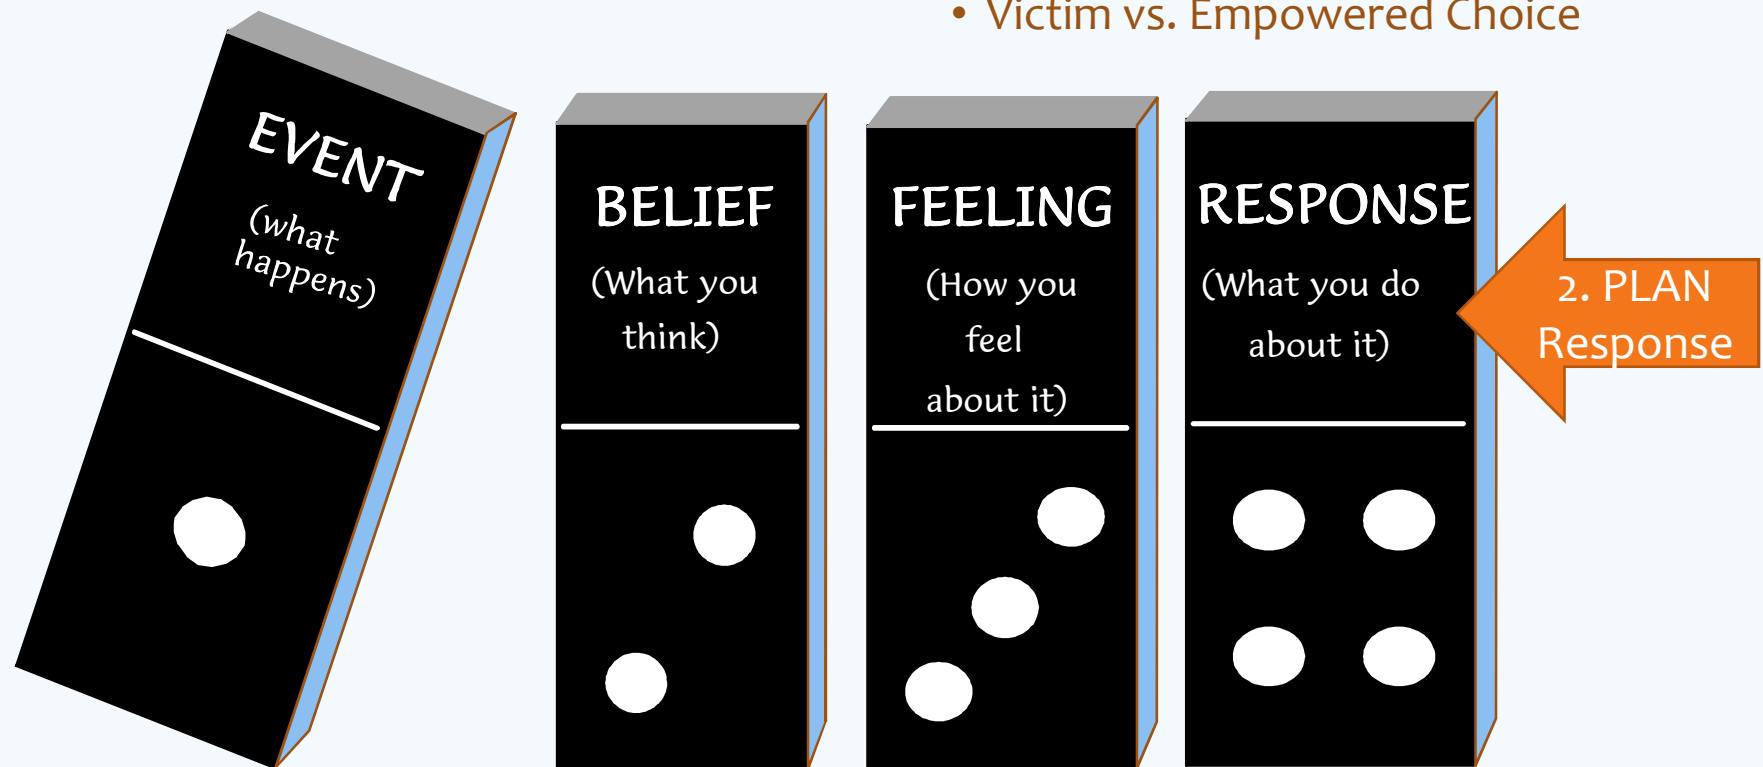 • Victim vs. Empowered Choice
EVENT
(what
happens)
BELIEF
(What you
think)
FEELING
(How you
feel
about it)
RESPONSE
(What you do
about it)
2. PLAN
Response